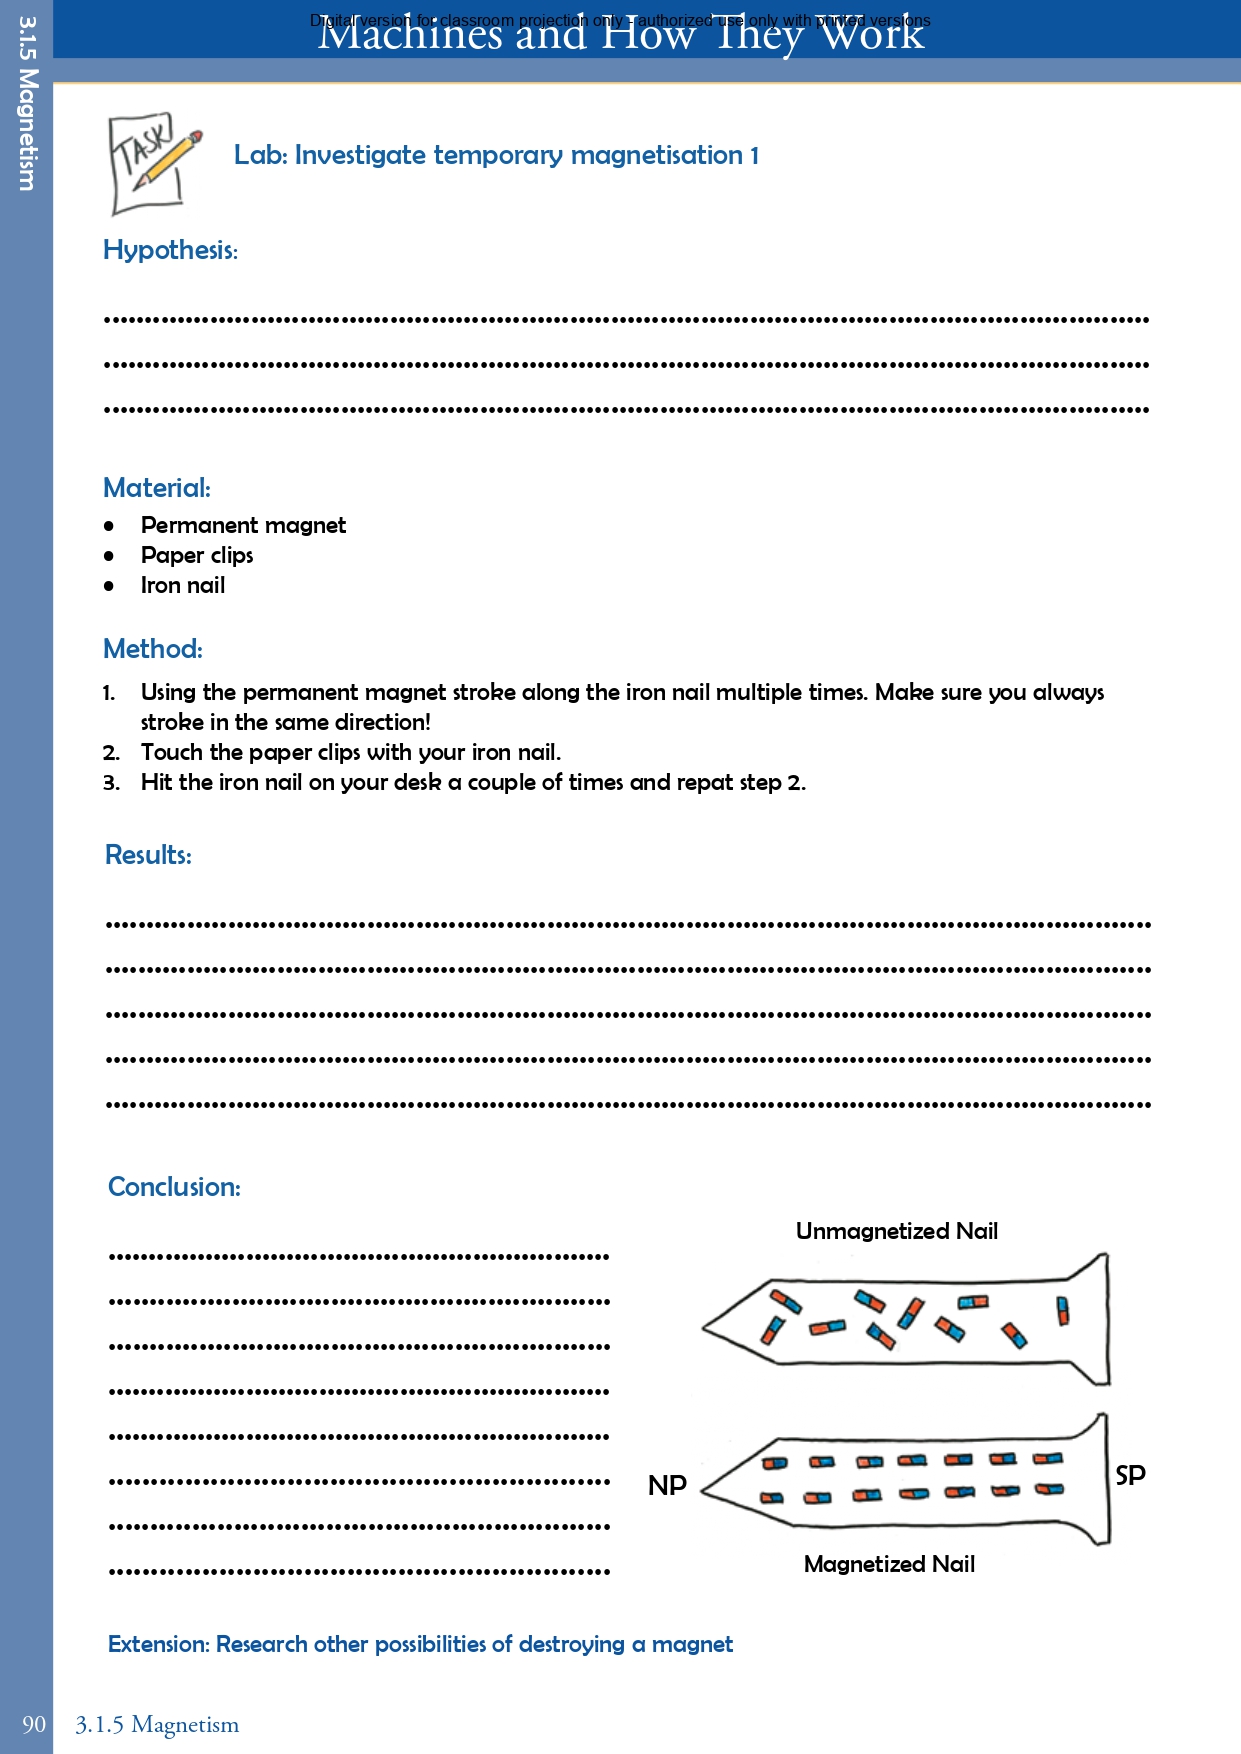 Digital version for classroom projection only - authorized use only with printed versions
Machines and How They Work
3.1.5 Magnetism
TASK
Lab: Investigate temporary magnetisation 1
Hypothesis:
Material:
• Permanent magnet
• Paper clips
• Iron nail
Method:
1. Using the permanent magnet stroke along the iron nail multiple times. Make sure you always
stroke in the same direction!
2. Touch the paper clips with your iron nail.
3. Hit the iron nail on your desk a couple of times and repat step 2.
Results:
Conclusion:
Unmagnetized Nail
NP
SP
Magnetized Nail
Extension: Research other possibilities of destroying a magnet
90 3.1.5 Magnetism